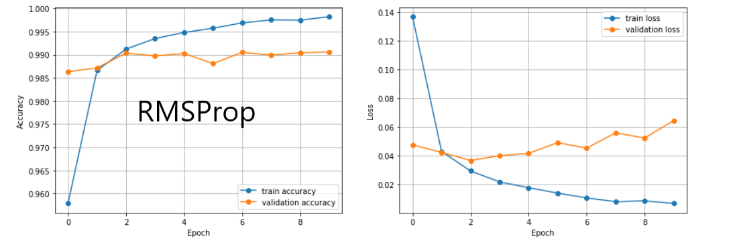 1.000
0.995
0.990
0.985
0.980
0.975
0.970
0.965
0.960
Accuracy
RMSProp
train accuracy
validation accuracy
0 2 4 6 8
Epoch
0.14
0.12
0.10
0.08
0.06
0.04
0.02
Loss
train loss
validation loss
0 2 4 6 8
Epoch